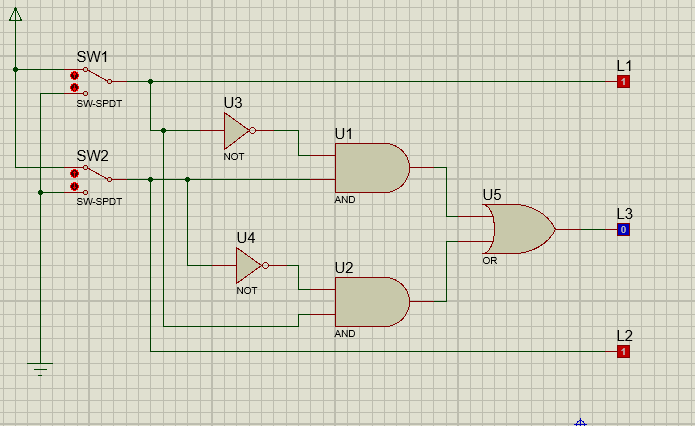 SW1
SW-SPDT
L1
1
U3
NOT
U1
AND
SW2
SW-SPDT
U5
OR
L3
0
U4
NOT
U2
AND
L2
1